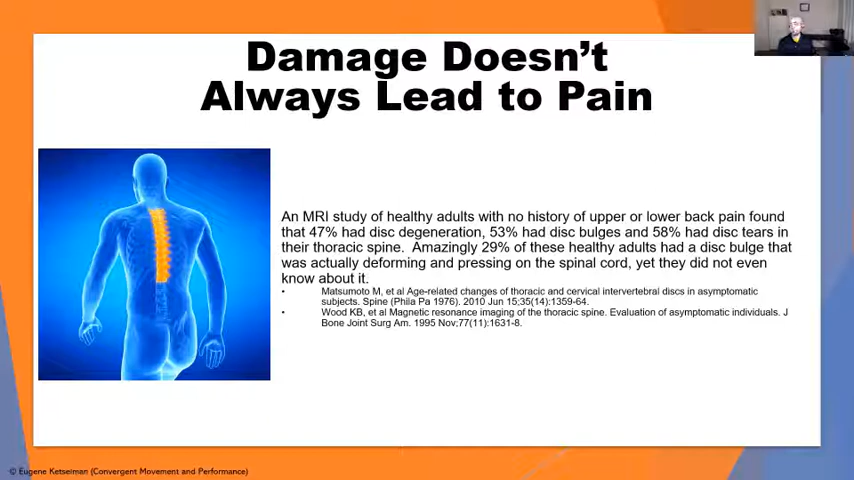 Damage Doesn't
Always Lead to Pain
An MRI study of healthy adults with no history of upper or lower back pain found
that 47% had disc degeneration, 53% had disc bulges and 58% had disc tears in
their thoracic spine. Amazingly 29% of these healthy adults had a disc bulge that
was actually deforming and pressing on the spinal cord, yet they did not even
know about it.
• Matsumoto M, et al Age-related changes of thoracic and cervical intervertebral discs in asymptomatic
subjects. Spine (Phila Pa 1976). 2010 Jun 15;35(14):1359-64.
• Wood KB, et al Magnetic resonance imaging of the thoracic spine. Evaluation of asymptomatic individuals. J
Bone Joint Surg Am. 1995 Nov;77(11):1631-8.
© Eugene Ketselman (Convergent Movement and Performance)